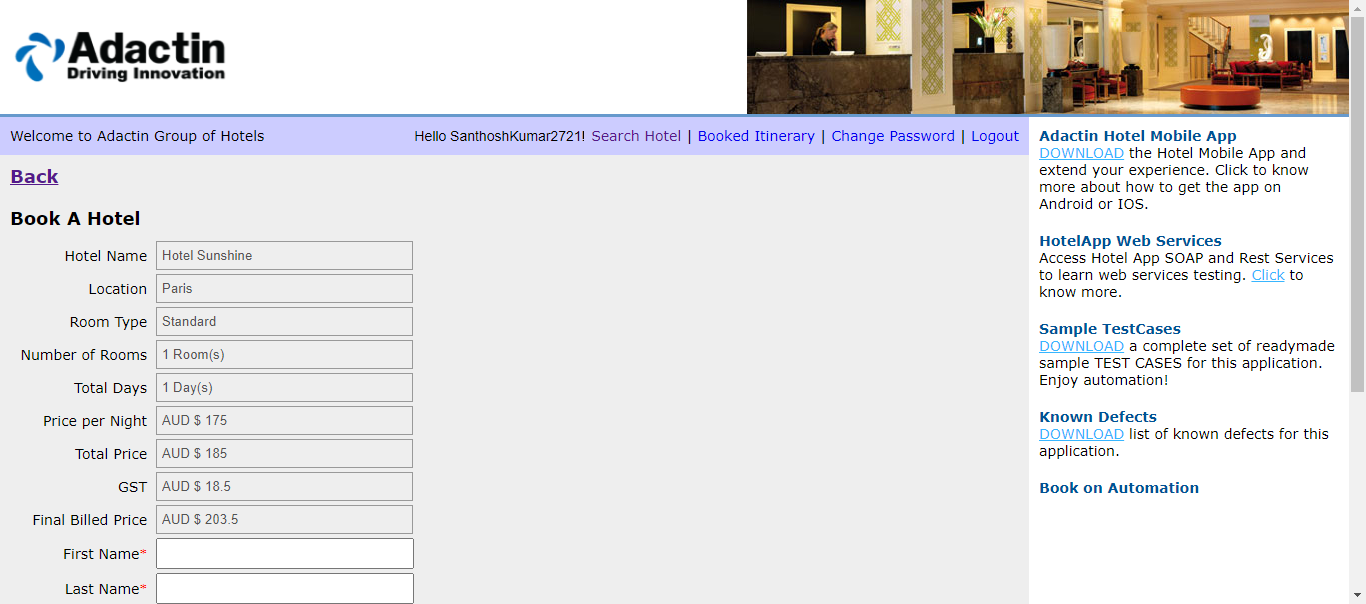 Adactin
Driving Innovation
Welcome to Adactin Group of Hotels
Hello SanthoshKumar2721! Search Hotel | Booked Itinerary | Change Password | Logout
Back
Book A Hotel
Hotel Name Hotel Sunshine
Location Paris
Room Type Standard
Number of Rooms 1 Room(s)
Total Days 1 Day(s)
Price per Night AUD $ 175
Total Price AUD $ 185
GST AUD $ 18.5
Final Billed Price AUD $ 203.5
First Name*
Last Name*
Adactin Hotel Mobile App
DOWNLOAD the Hotel Mobile App and
extend your experience. Click to know
more about how to get the app on
Android or IOS.
HotelApp Web Services
Access Hotel App SOAP and Rest Services
to learn web services testing. Click to
know more.
Sample TestCases
DOWNLOAD a complete set of readymade
sample TEST CASES for this application.
Enjoy automation!
Known Defects
DOWNLOAD list of known defects for this
application.
Book on Automation